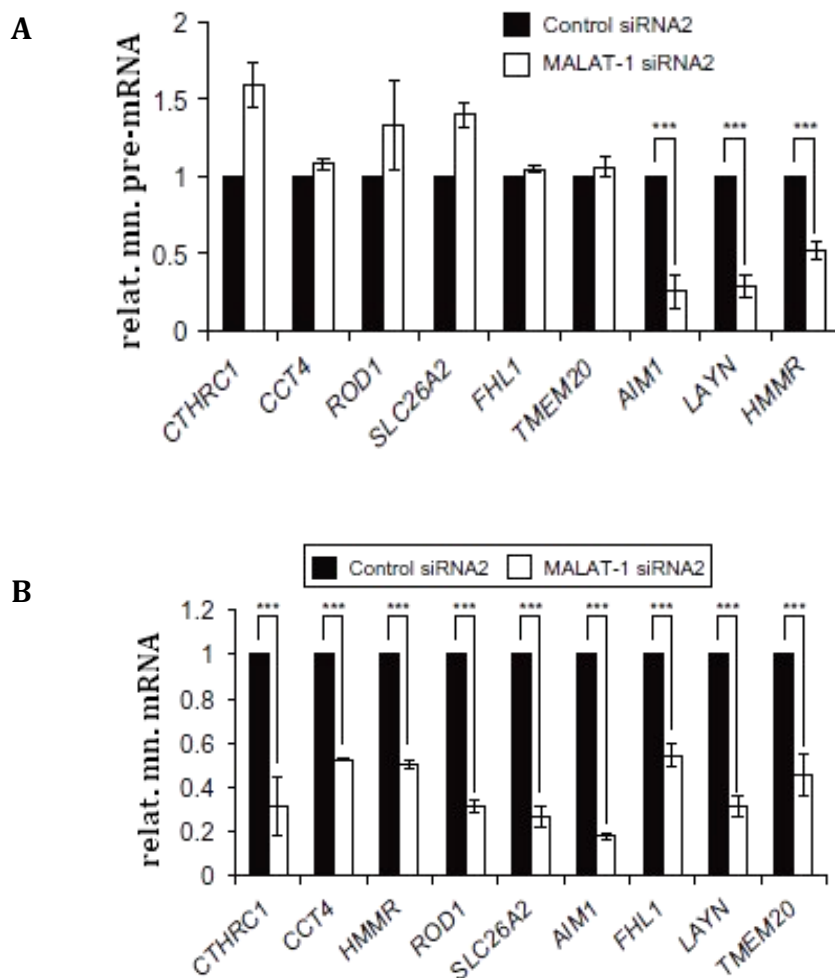 A
Control siRNA2
MALAT-1 siRNA2
relat. mn. pre-mRNA
2
1.5
1
0.5
0
*** *** ***
CTHRC1 CCT4 ROD1 SLC26A2 FHL1 TMEM20 AIM1 LAYN HMMR
B
Control siRNA2 MALAT-1 siRNA2
relat. mn. mRNA
1.2
1
0.8
0.6
0.4
0.2
0
*** *** *** *** *** *** *** *** ***
CTHRC1 CCT4 HMMR ROD1 SLC26A2 AIM1 FHL1 LAYN TMEM20